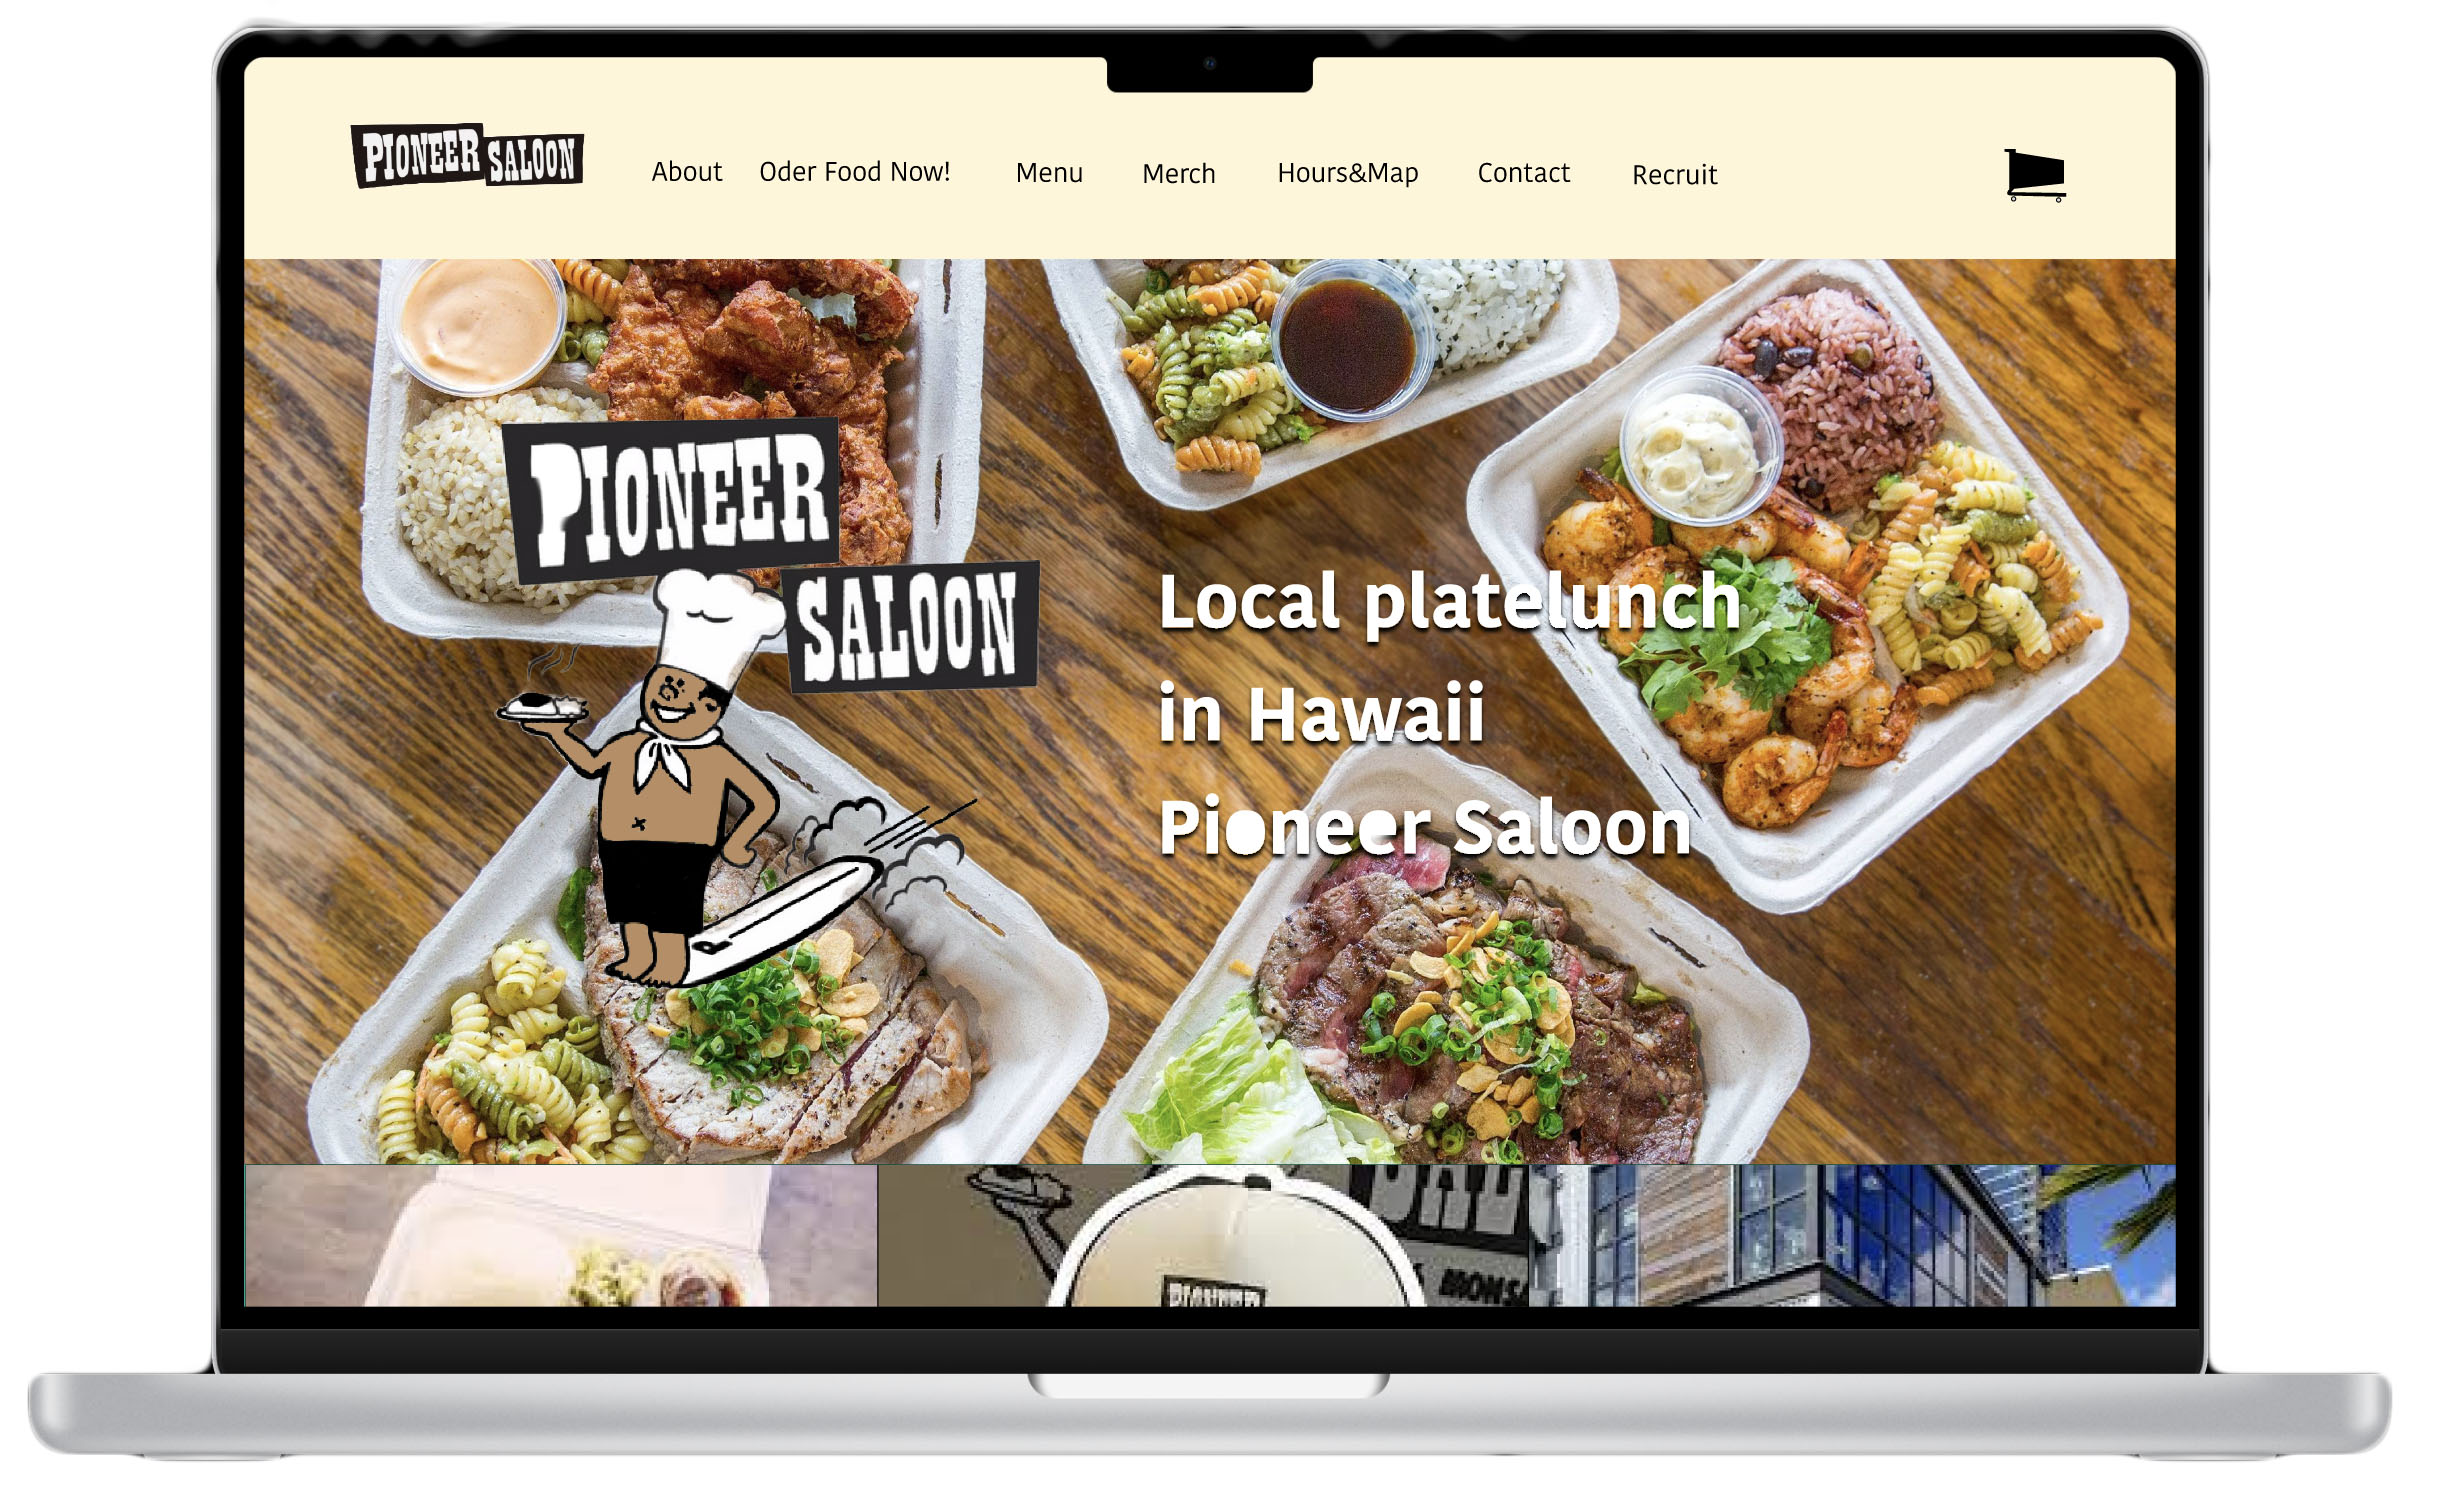 PIONEER SALOON
About Oder Food Now! Menu Merch Hours&Map Contact Recruit
PIONEER
SALOON
Local platelunch
in Hawaii
Pioneer Saloon
PIONEER